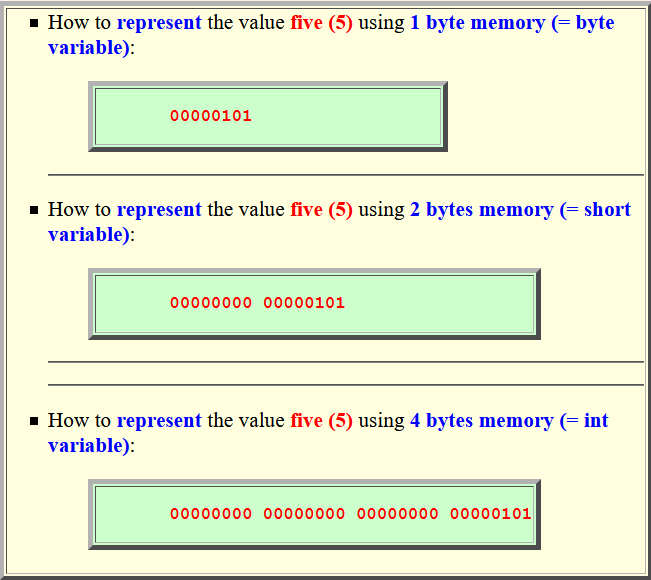 How to represent the value five (5) using 1 byte memory (= byte
variable):
00000101
How to represent the value five (5) using 2 bytes memory (= short
variable):
00000000 00000101
How to represent the value five (5) using 4 bytes memory (= int
variable):
00000000 00000000 00000000 00000101